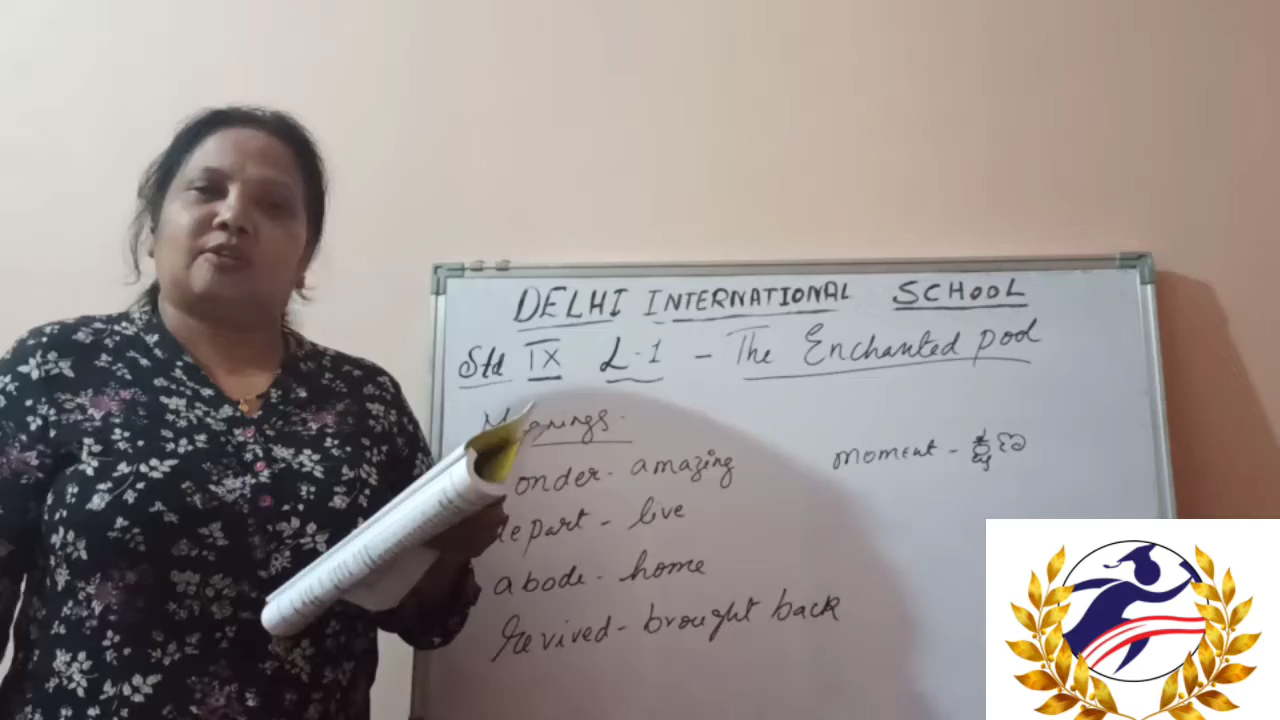 DELHI INTERNATIONAL SCHOOL
Std IX L-1 - The Enchanted pool
Meanings.
wonder - amazing
depart - live
abode - home
Revived - brought back
moment - ಕ್ಷಣ